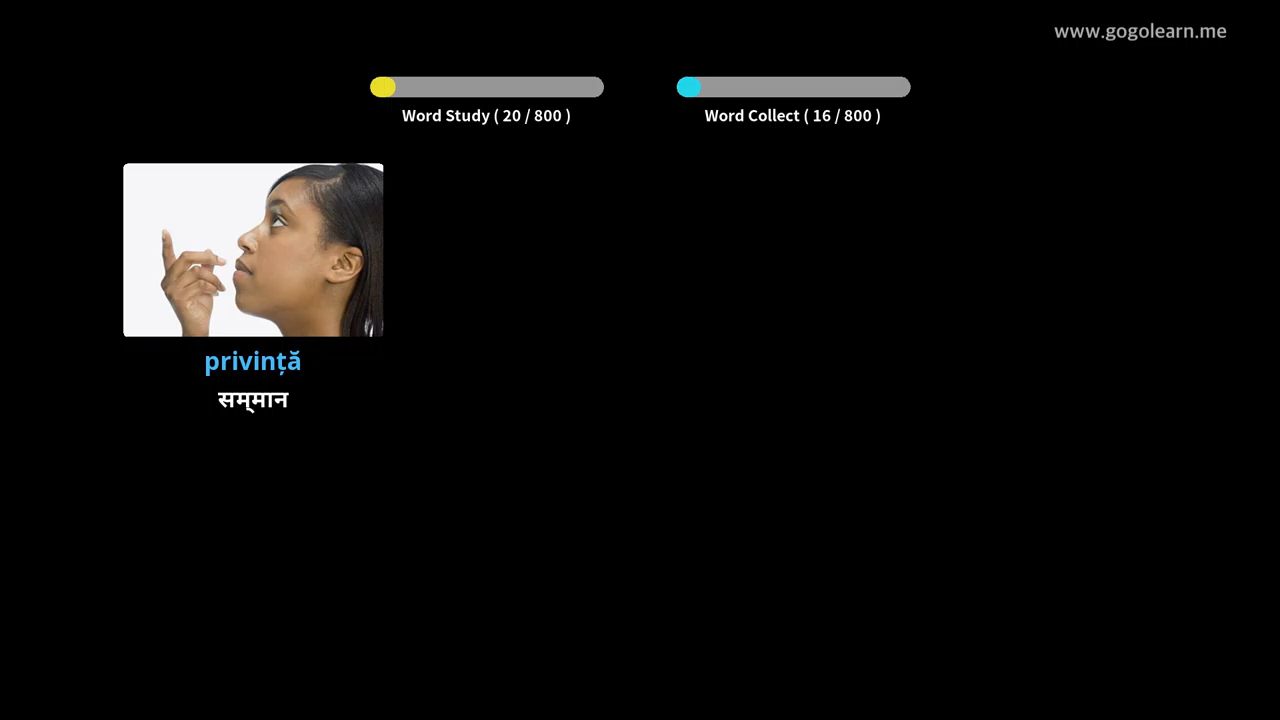 www.gogolearn.me
Word Study ( 20 / 800 )
Word Collect ( 16 / 800 )
privință
सम्मान